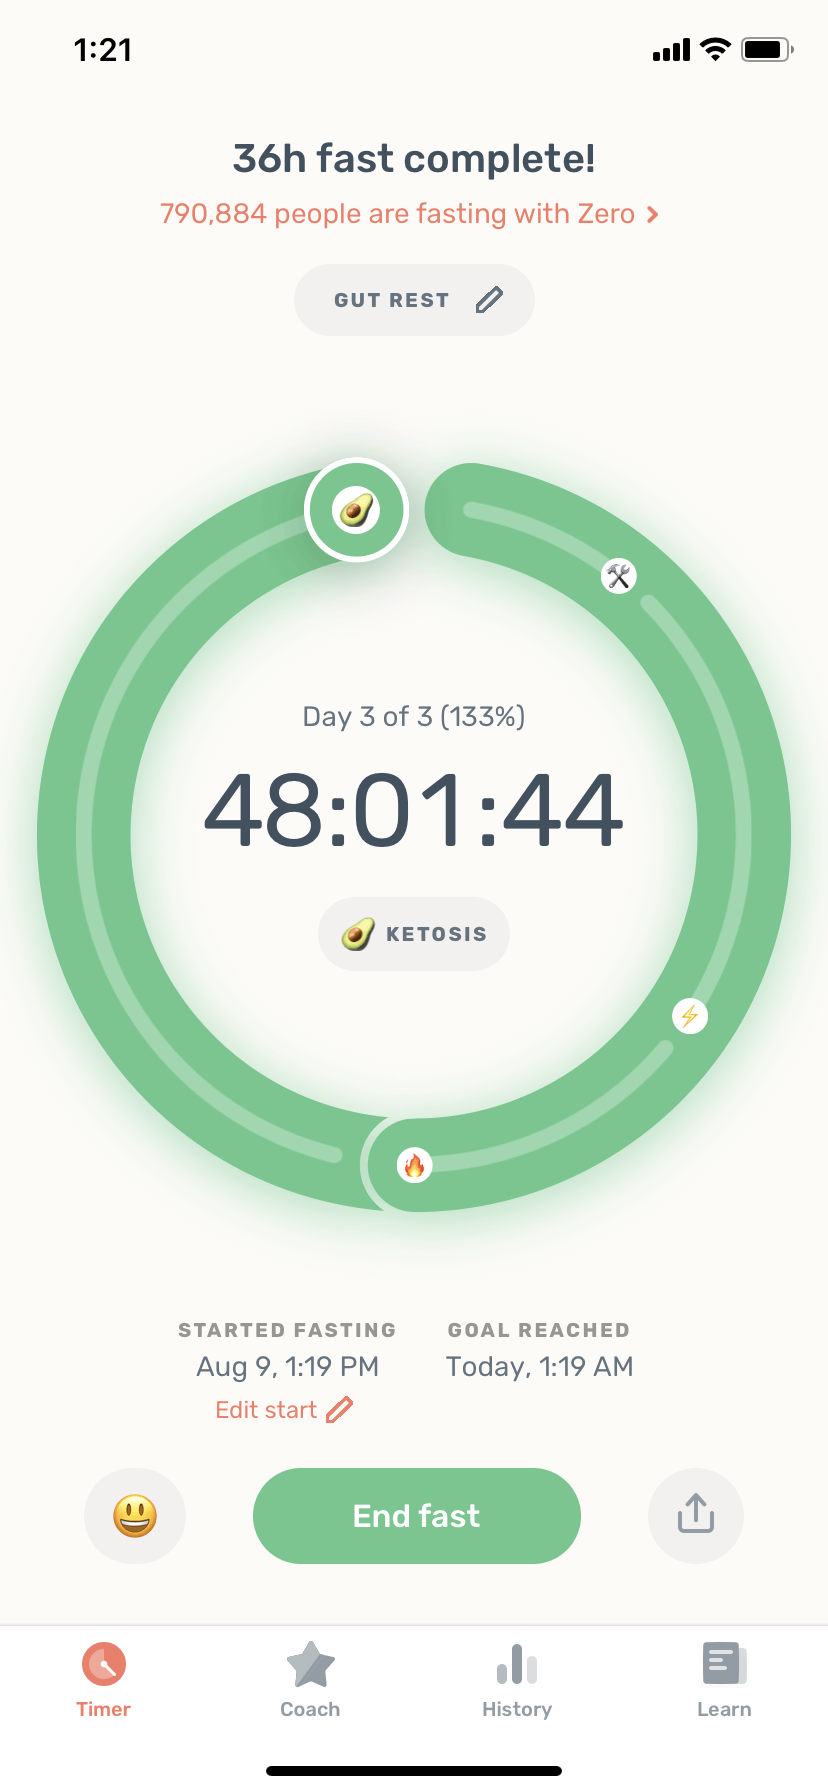 1:21
36h fast complete!
790,884 people are fasting with Zero >
GUT REST
Day 3 of 3 (133%)
48:01:44
KETOSIS
STARTED FASTING GOAL REACHED
Aug 9, 1:19 PM Today, 1:19 AM
Edit start
End fast
Timer Coach History Learn